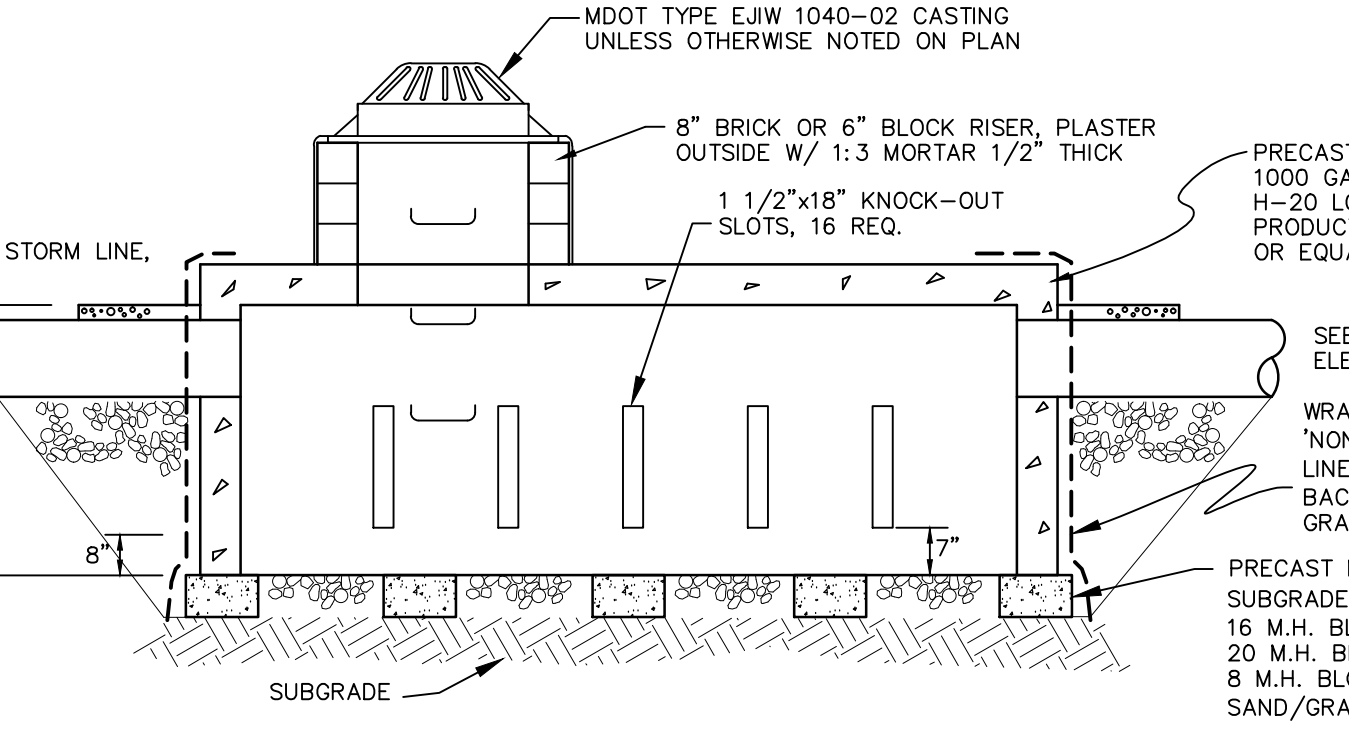 MDOT TYPE EJIW 1040-02 CASTING
UNLESS OTHERWISE NOTED ON PLAN
8" BRICK OR 6" BLOCK RISER, PLASTER
OUTSIDE W/ 1:3 MORTAR 1/2" THICK
1 1/2"x18" KNOCK-OUT
SLOTS, 16 REQ.
STORM LINE,
PRECAST
1000 GA
H-20 LO
PRODUCT
OR EQUA
SEE
ELE
WRA
'NON
LINE
BAC
GRA
8"
7"
PRECAST
SUBGRADE
16 M.H. BL
20 M.H. BL
8 M.H. BLO
SAND/GRA
SUBGRADE